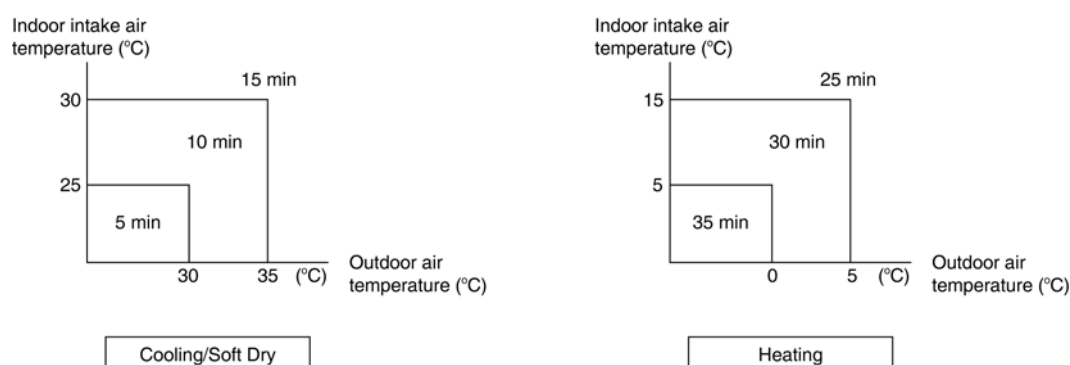 Indoor intake air
temperature (°C)
15 min
30
10 min
25
5 min
30 35 (°C)
Outdoor air
temperature (°C)
Cooling/Soft Dry
Indoor intake air
temperature (°C)
25 min
15
30 min
5
35 min
0 5 (°C)
Outdoor air
temperature (°C)
Heating